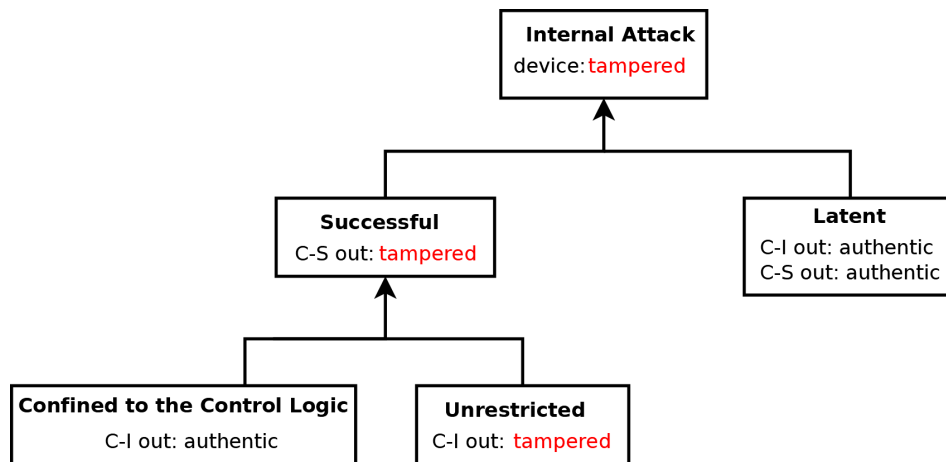 Internal Attack
device: tampered
Successful
C-S out: tampered
Latent
C-I out: authentic
C-S out: authentic
Confined to the Control Logic
C-I out: authentic
Unrestricted
C-I out: tampered